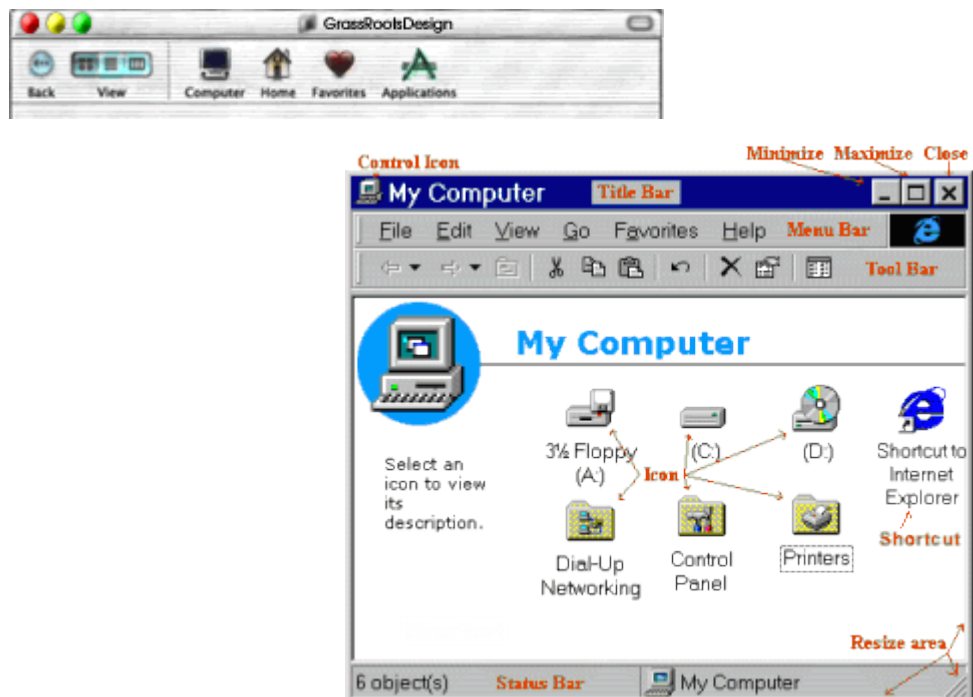 GrassRootsDesign
Back View Computer Home Favorites Applications
Minimize Maximize Close
Control Icon
My Computer Title Bar
File Edit View Go Favorites Help Menu Bar
Tool Bar
My Computer
Select an
icon to view
its
description.
3½ Floppy
(A:)
(C:)
(D:)
Shortcut to
Internet
Explorer
Icon
Shortcut
Dial-Up
Networking
Control
Panel
Printers
Resize area
6 object(s) Status Bar My Computer